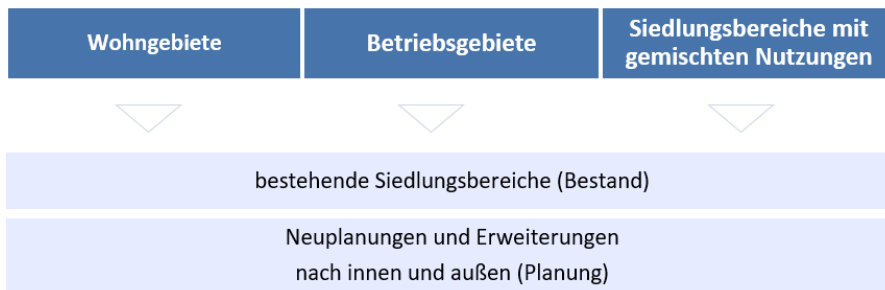 Wohngebiete
Betriebsgebiete
Siedlungsbereiche mit
gemischten Nutzungen
bestehende Siedlungsbereiche (Bestand)
Neuplanungen und Erweiterungen
nach innen und außen (Planung)